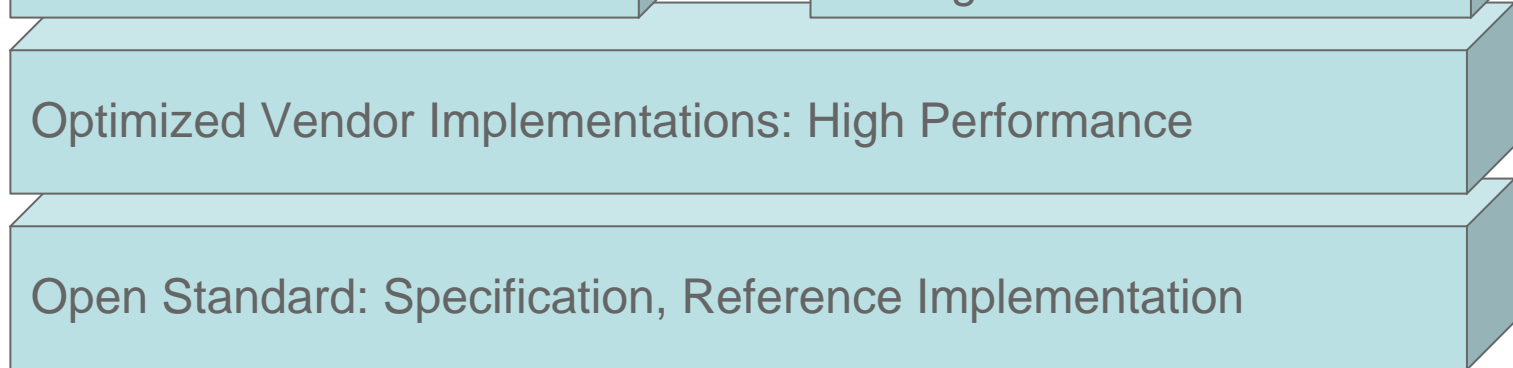 Optimized Vendor Implementations: High Performance
Open Standard: Specification, Reference Implementation